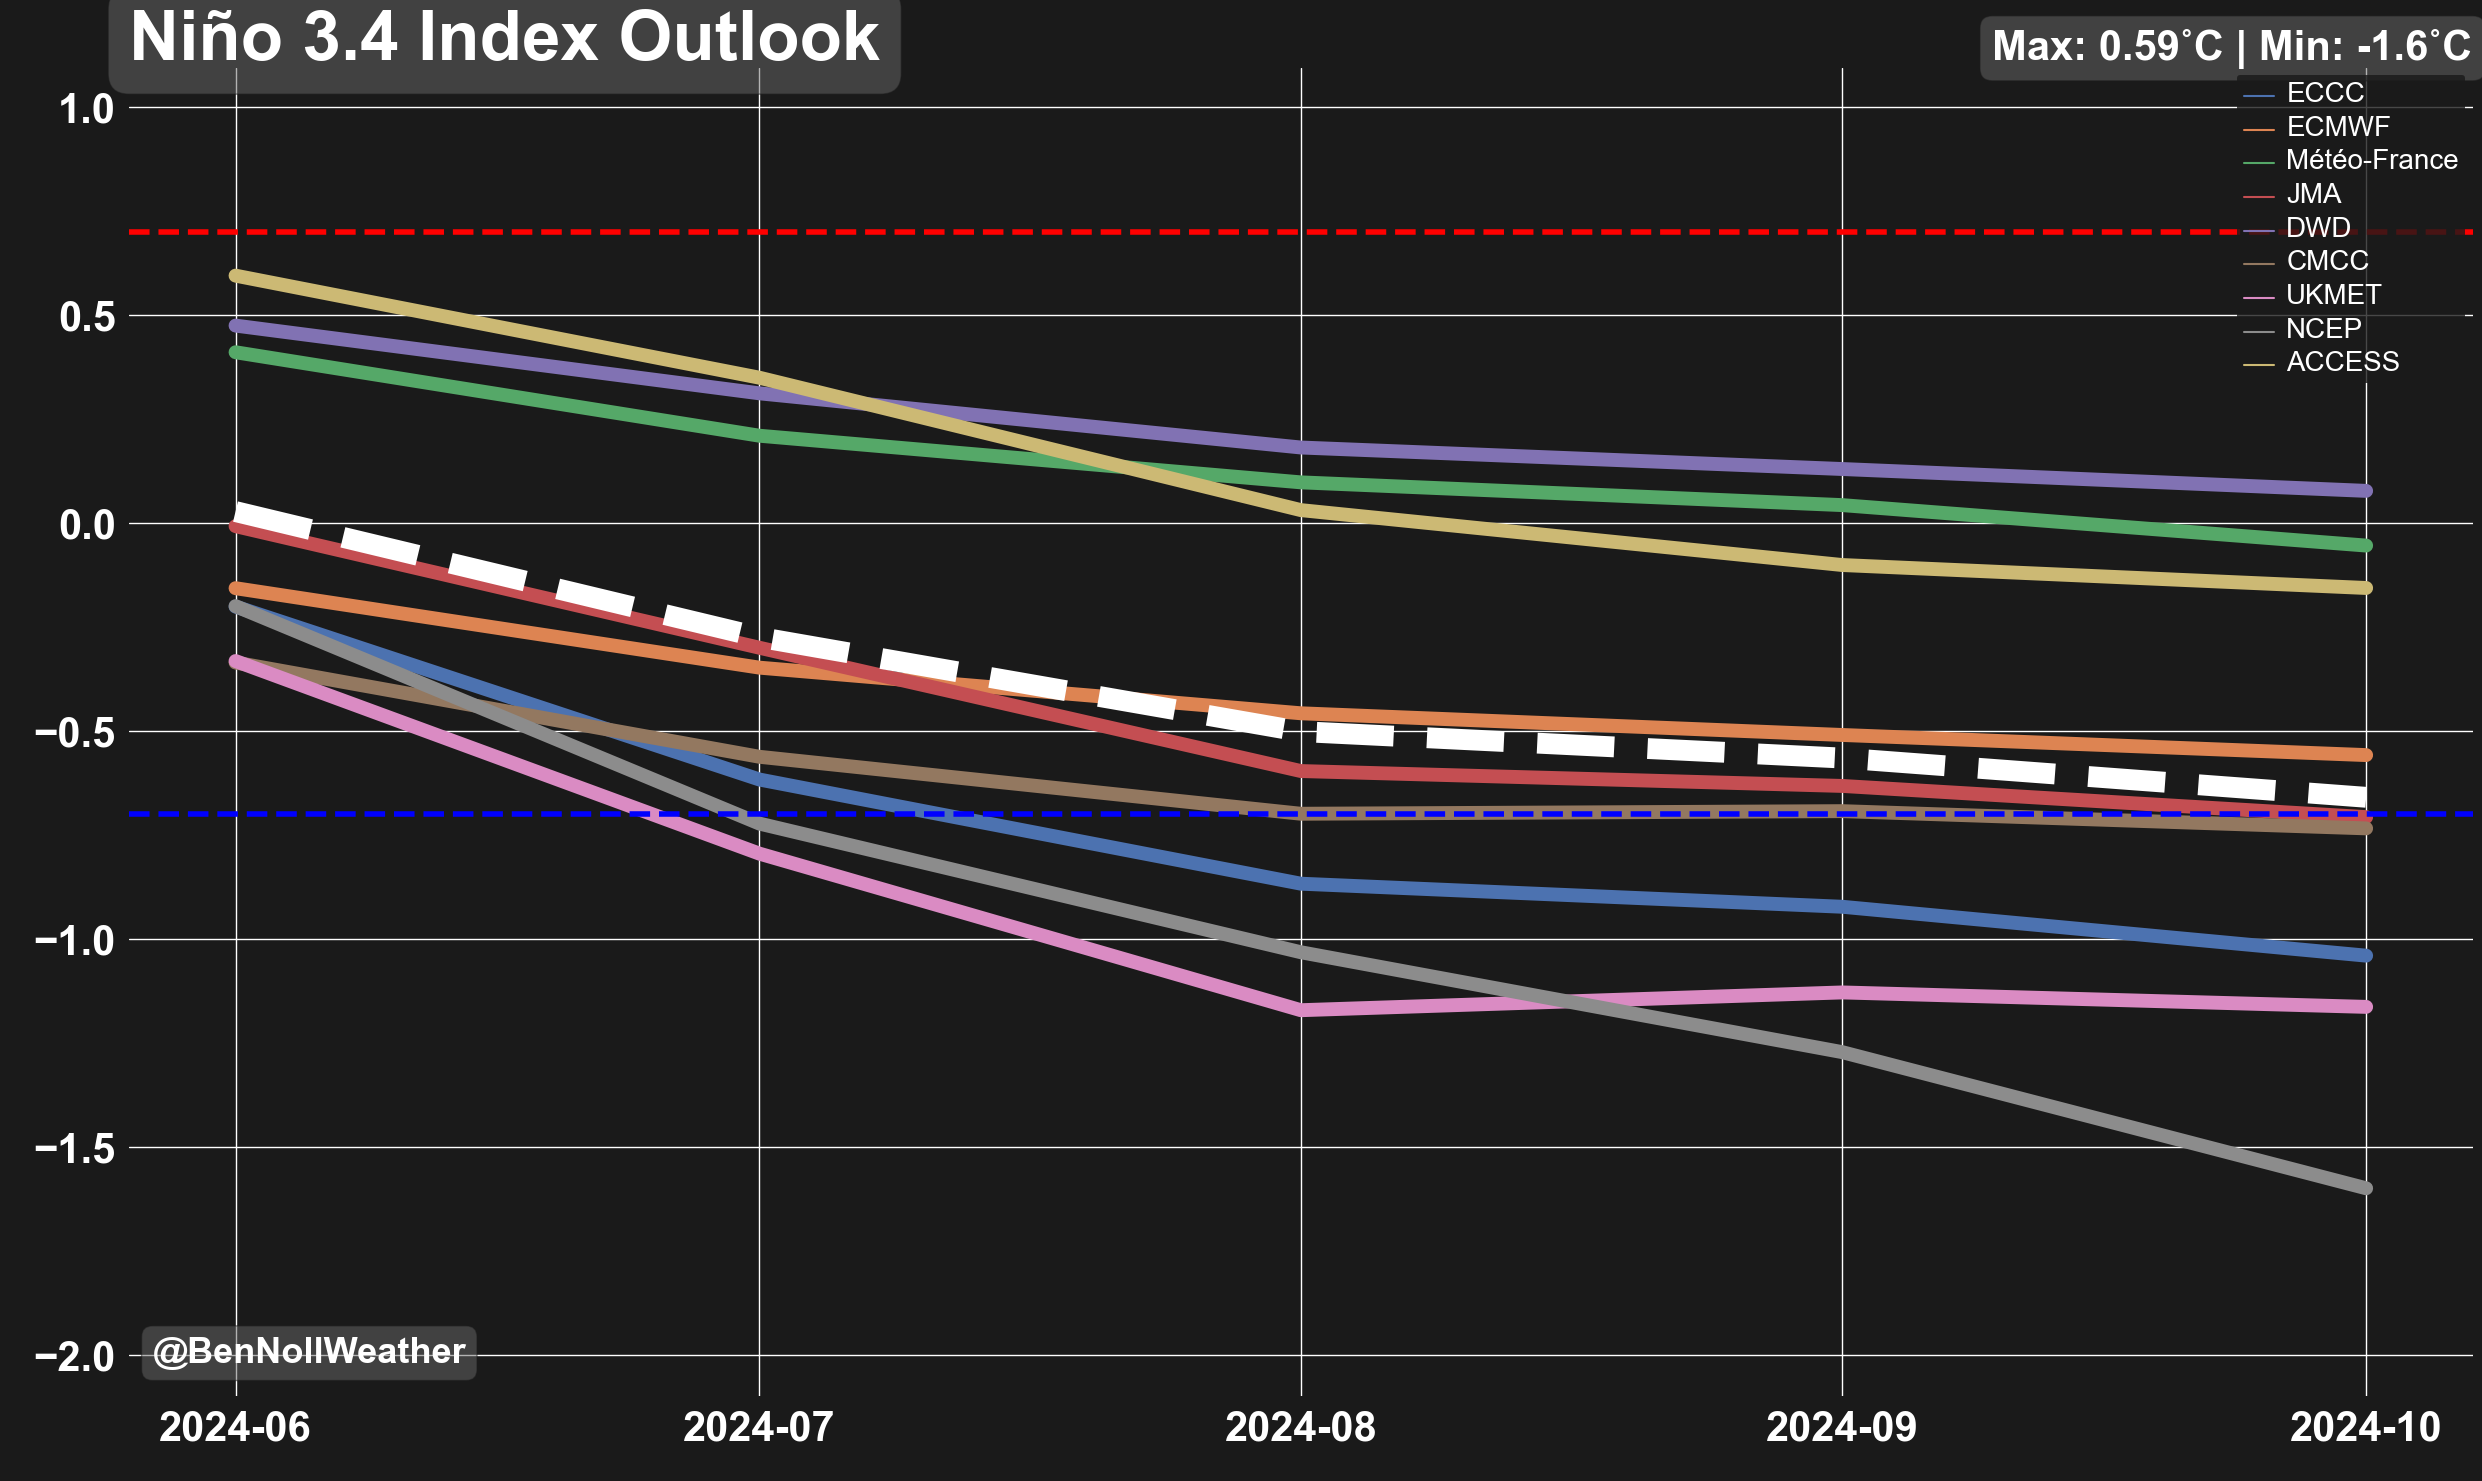 Niño 3.4 Index Outlook
Max: 0.59°C | Min: -1.6°C
ECCC
ECMWF
Météo-France
JMA
DWD
CMCC
UKMET
NCEP
ACCESS
1.0
0.5
0.0
−0.5
−1.0
−1.5
−2.0
@BenNollWeather
2024-06
2024-07
2024-08
2024-09
2024-10